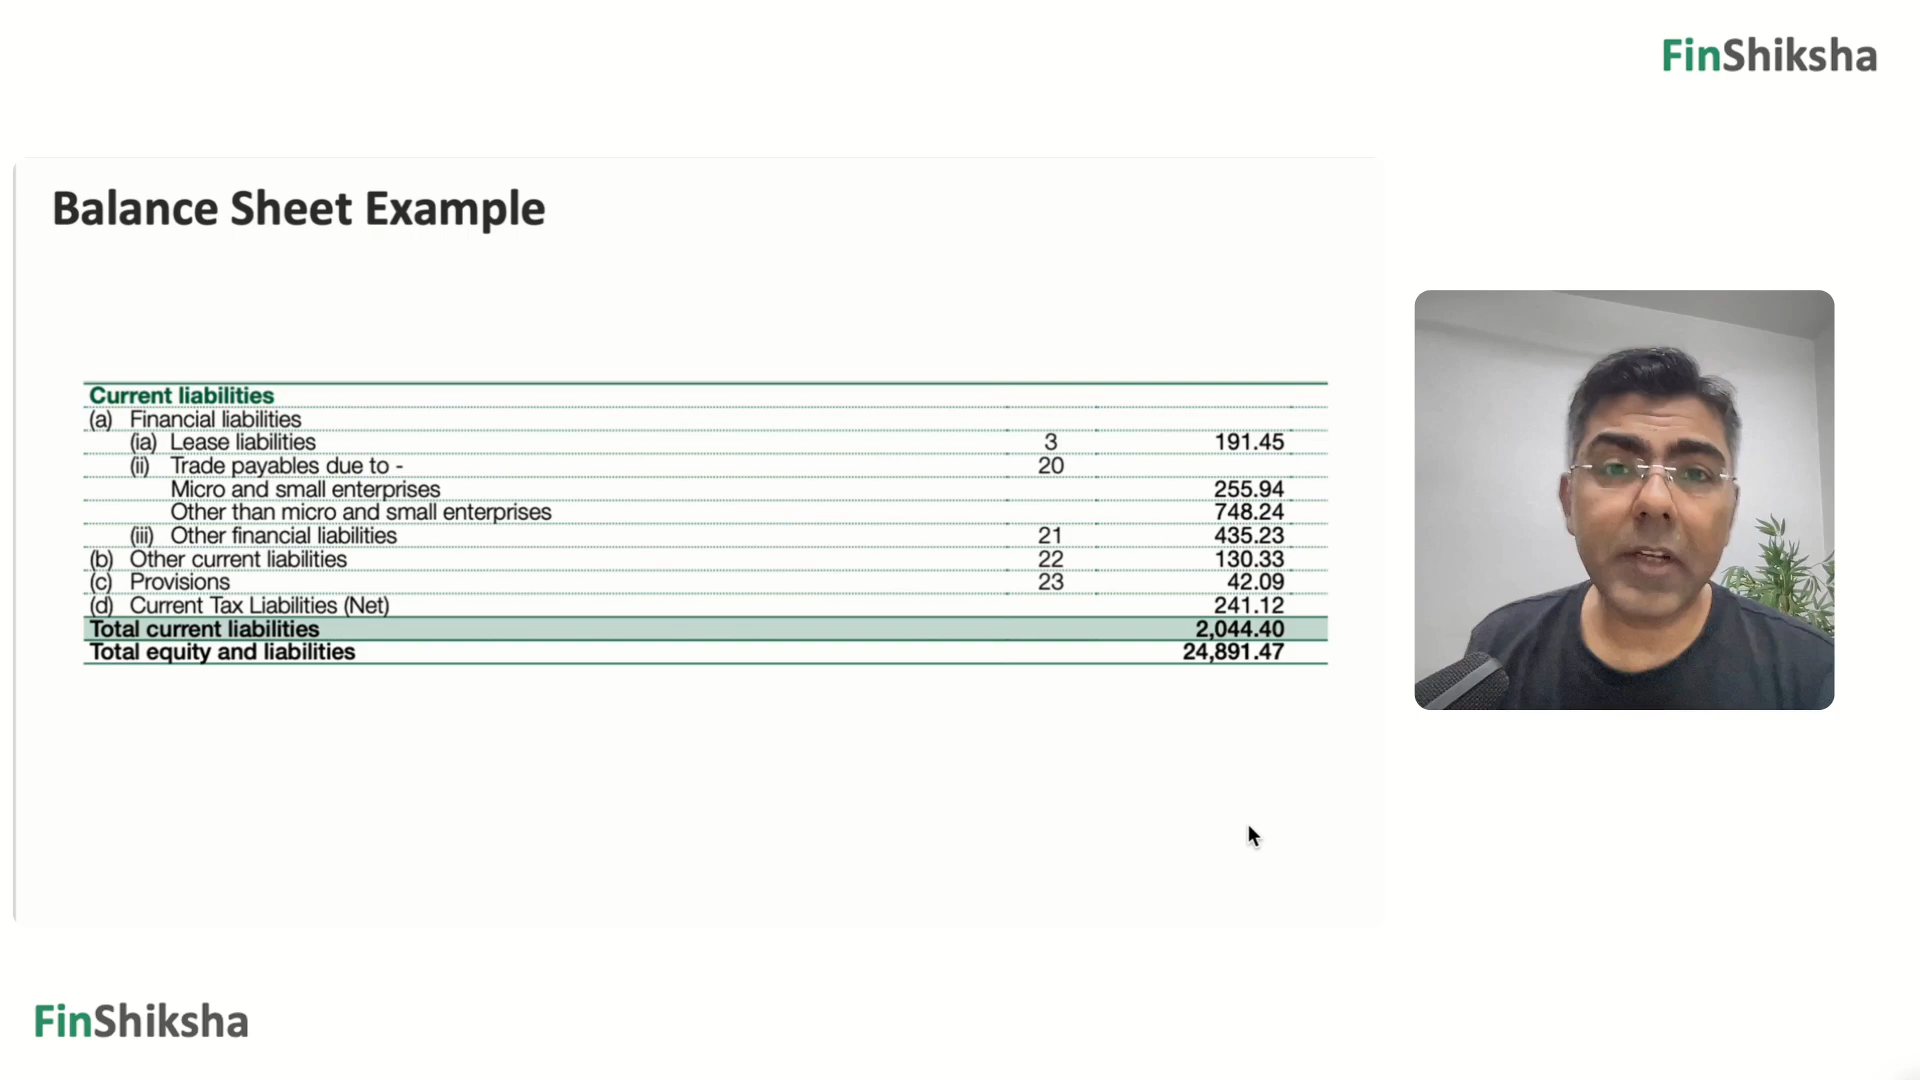 FinShiksha
Balance Sheet Example
Current liabilities
(a) Financial liabilities
(ia) Lease liabilities 3 191.45
(ii) Trade payables due to - 20
Micro and small enterprises 255.94
Other than micro and small enterprises 748.24
(iii) Other financial liabilities 21 435.23
(b) Other current liabilities 22 130.33
(c) Provisions 23 42.09
(d) Current Tax Liabilities (Net) 241.12
Total current liabilities 2,044.40
Total equity and liabilities 24,891.47
FinShiksha